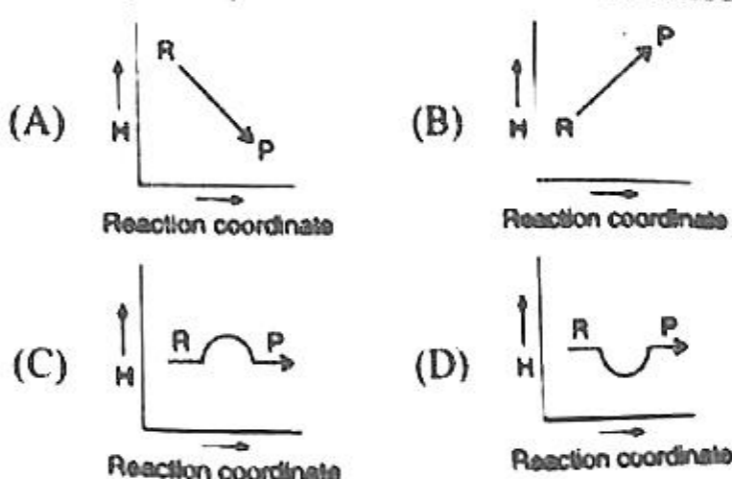 R
P
(A)
H
P
Reaction coordinate
P
(B)
H
R
Reaction coordinate
R
P
(C)
H
Reaction coordinate
R
P
(D)
H
Reaction coordinate